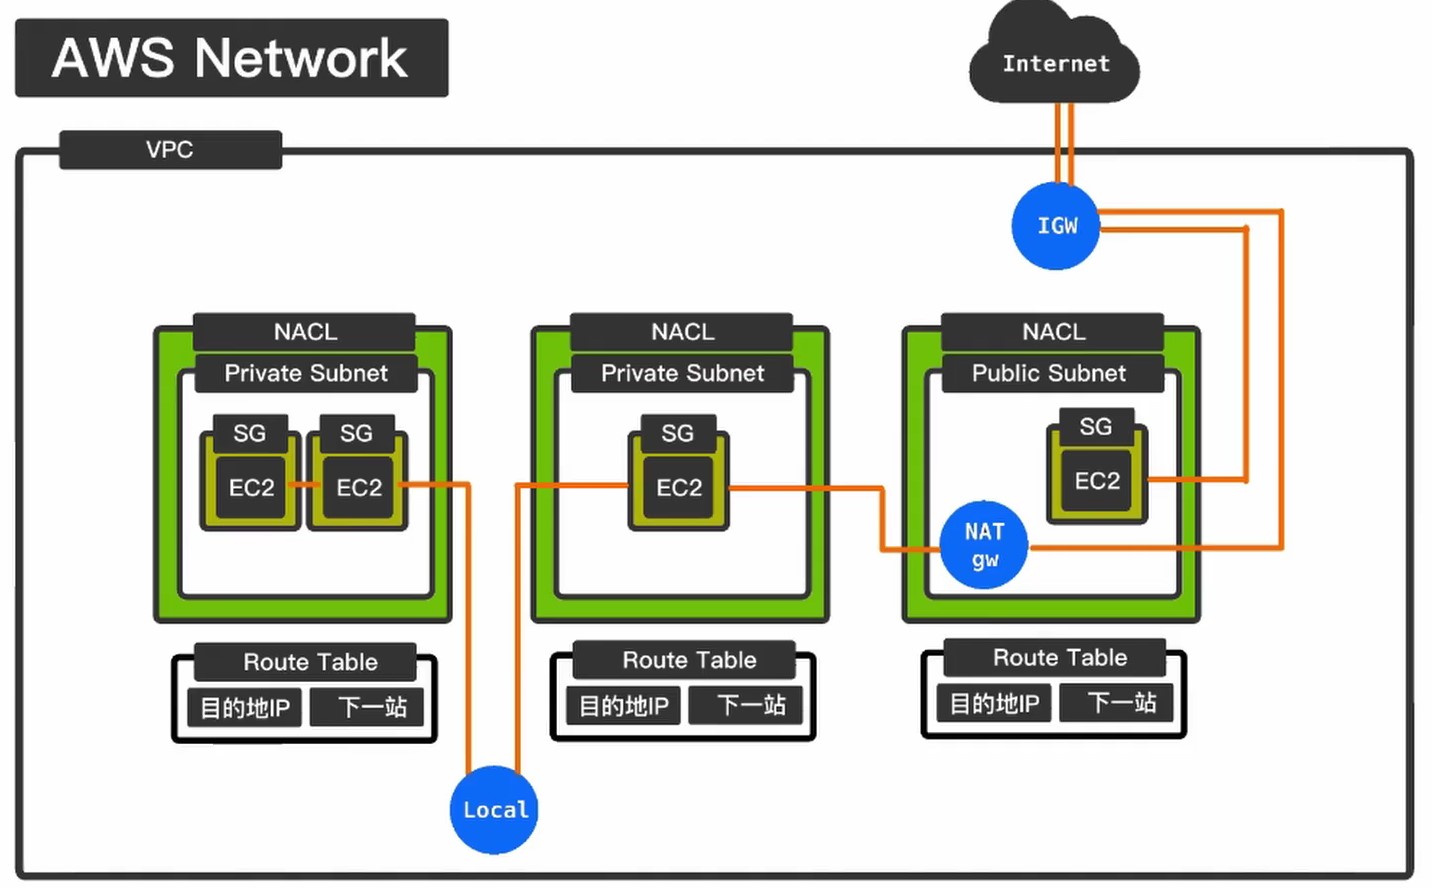 AWS Network
Internet
VPC
IGW
NACL
Private Subnet
SG
SG
EC2
EC2
NACL
Private Subnet
SG
EC2
NACL
Public Subnet
SG
EC2
NAT
gw
Route Table
目的地IP
下一站
Route Table
目的地IP
下一站
Route Table
目的地IP
下一站
Local